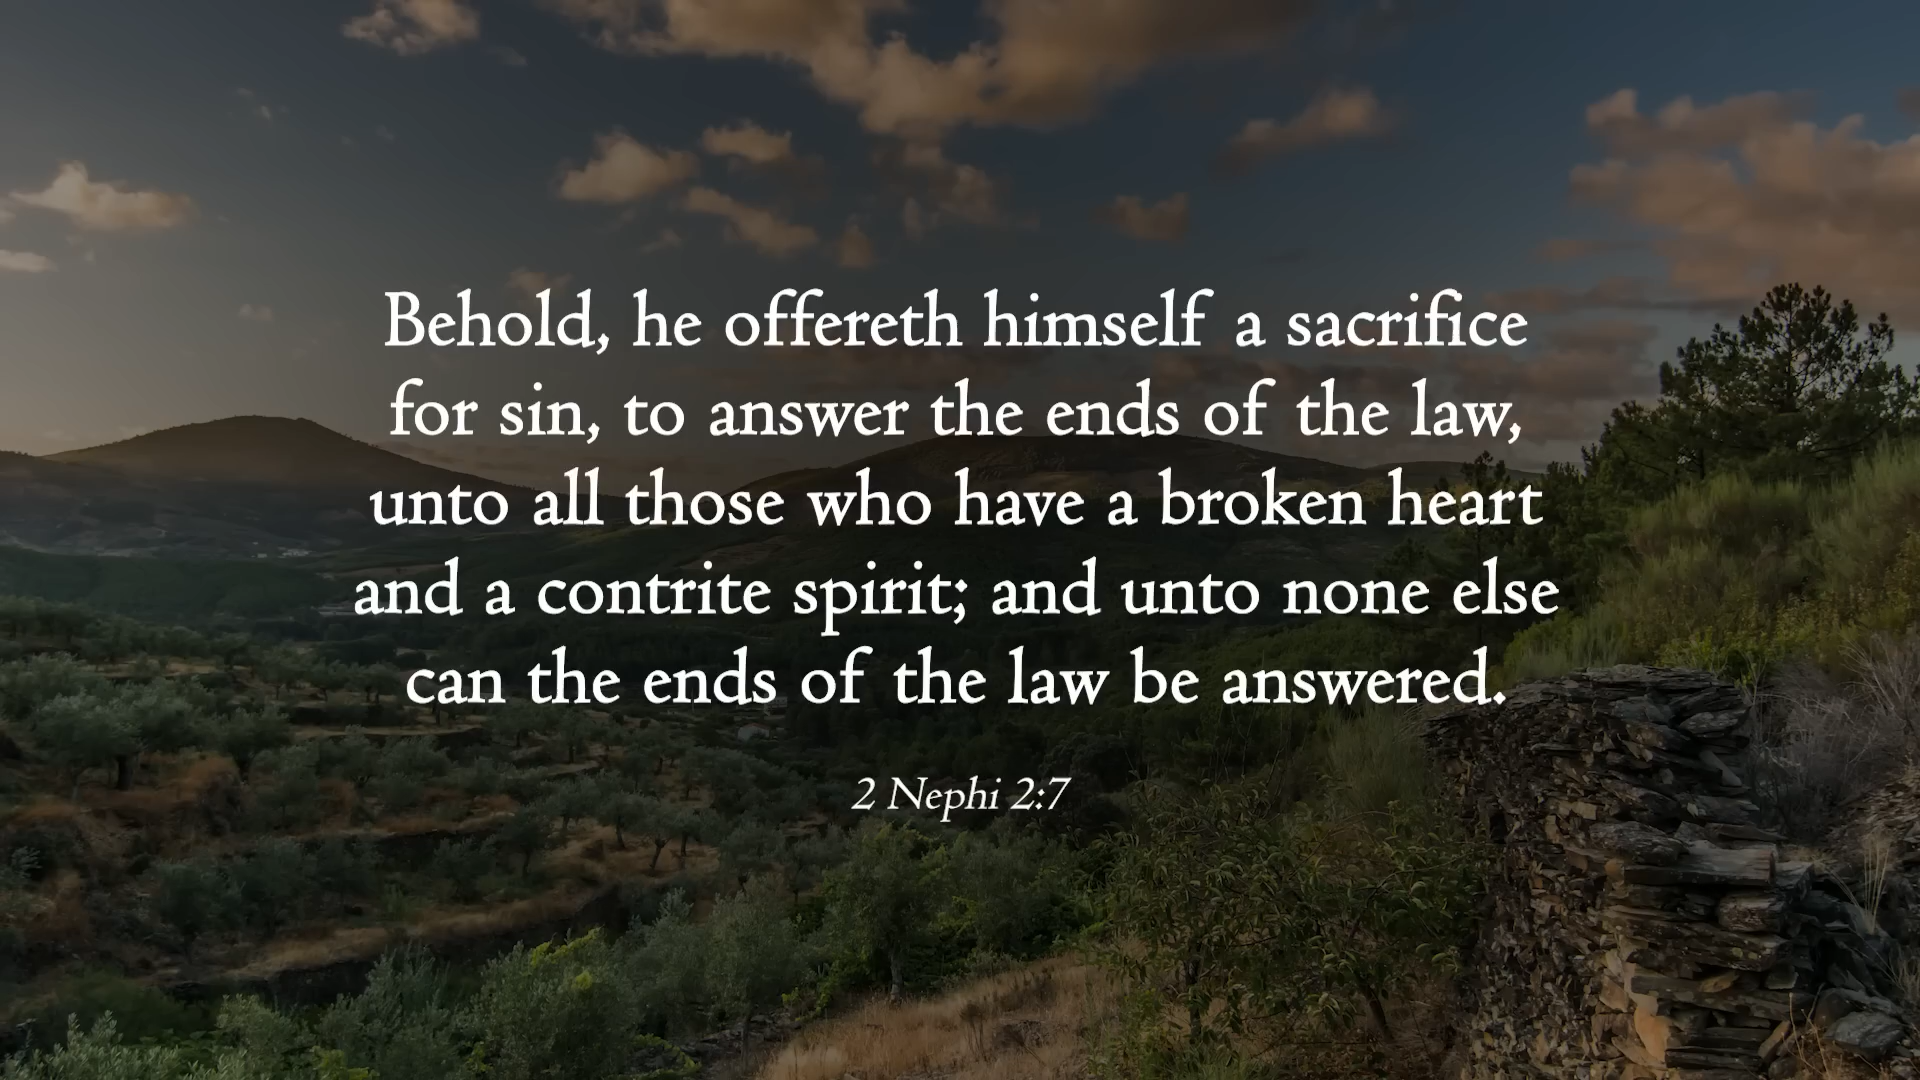 Behold, he offereth himself a sacrifice
for sin, to answer the ends of the law,
unto all those who have a broken heart
and a contrite spirit; and unto none else
can the ends of the law be answered.
2 Nephi 2:7